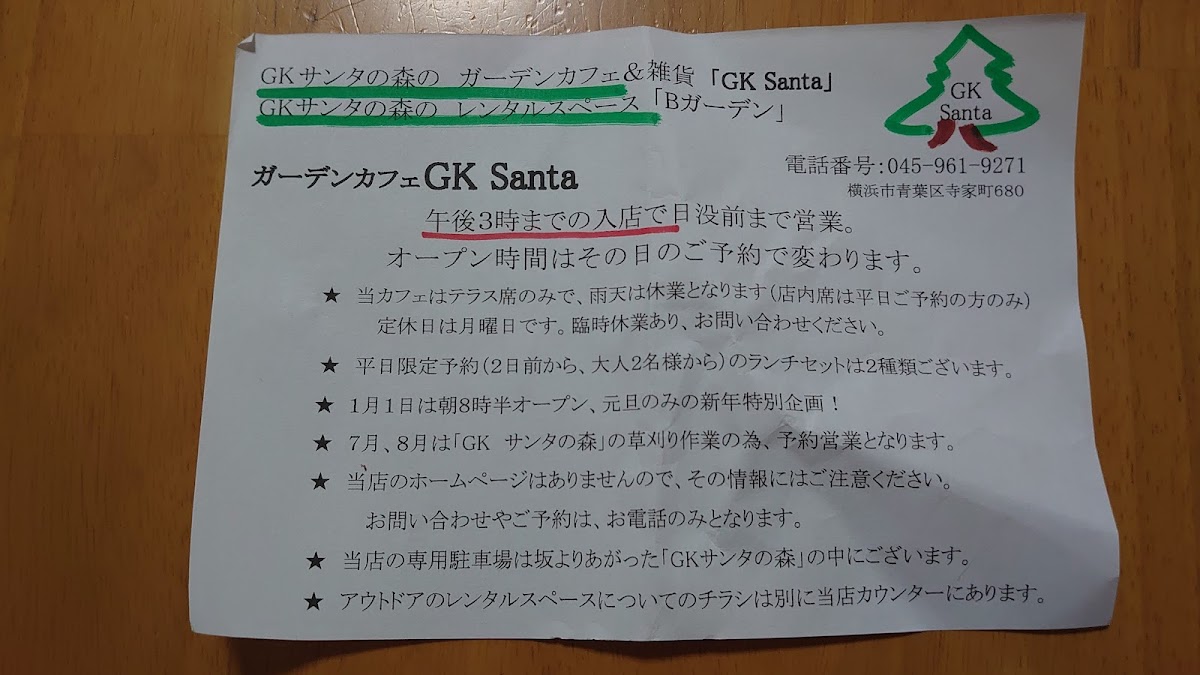 GKサンタの森の ガーデンカフェ&雑貨「GK Santa」
GKサンタの森の レンタルスペース「Bガーデン」
GK
Santa
電話番号:045-961-9271
横浜市青葉区寺家町680
ガーデンカフェGK Santa
午後3時までの入店で日没前まで営業。
オープン時間はその日のご予約で変わります。
★ 当カフェはテラス席のみで、雨天は休業となります(店内席は平日ご予約の方のみ)
定休日は月曜日です。臨時休業あり、お問い合わせください。
★ 平日限定予約(2日前から、大人2名様から)のランチセットは2種類ございます。
★ 1月1日は朝8時半オープン、元旦のみの新年特別企画!
★ 7月、8月は「GK サンタの森」の草刈り作業の為、予約営業となります。
★ 当店のホームページはありませんので、その情報にはご注意ください。
お問い合わせやご予約は、お電話のみとなります。
★ 当店の専用駐車場は坂よりあがった「GKサンタの森」の中にございます。
★ アウトドアのレンタルスペースについてのチラシは別に当店カウンターにあります。